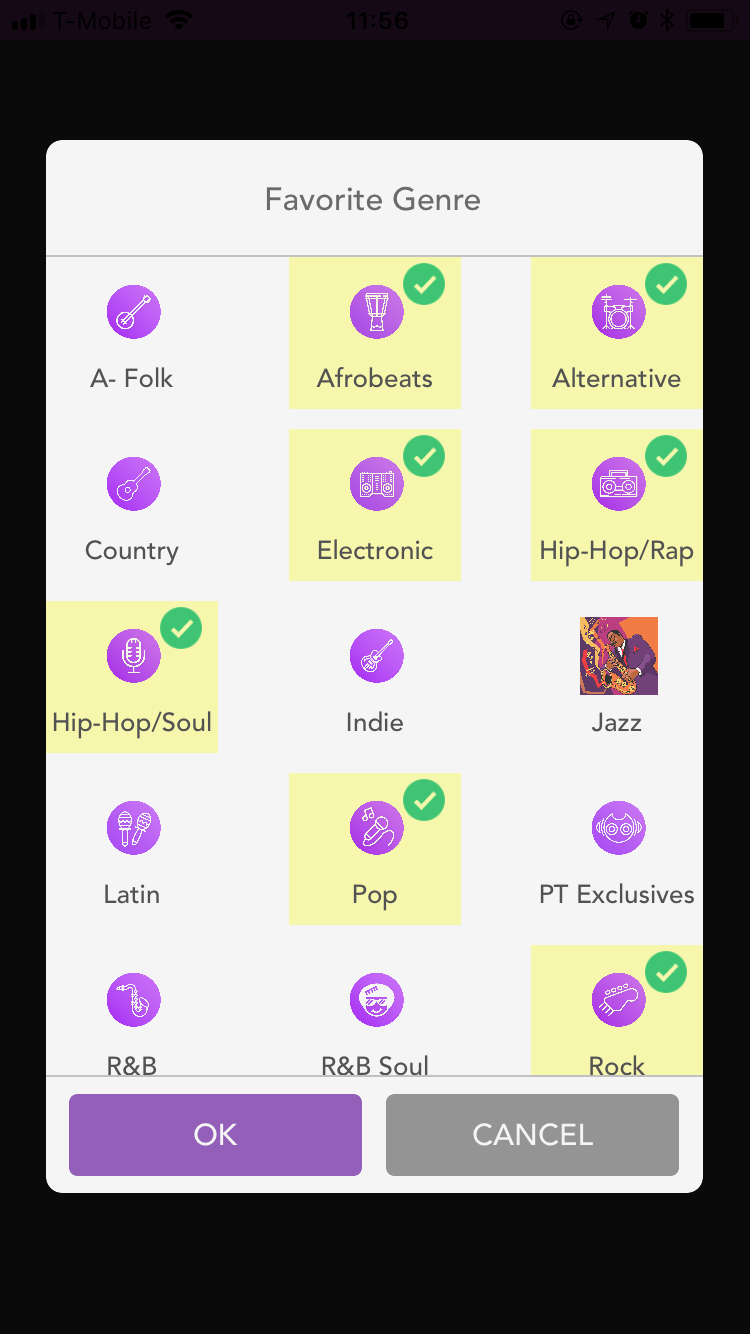 T-Mobile 11:56
Favorite Genre
A- Folk Afrobeats Alternative
Country Electronic Hip-Hop/Rap
Hip-Hop/Soul Indie Jazz
Latin Pop PT Exclusives
R&B R&B Soul Rock
OK CANCEL